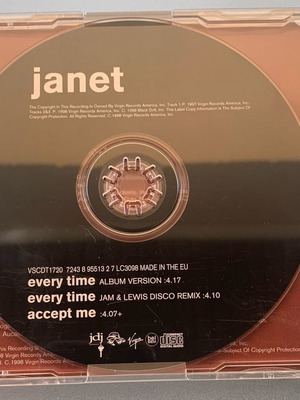 janet
The Copyright In This Recording Is Owned By Virgin Records America, Inc. Track 1 P. 1997 Virgin Records America, Inc.;
Tracks 2&3 P. 1998 Virgin Records America, Inc. C. 1998 Black Doll, Inc. This Label Copy Information Is The Subject Of
Copyright Protection. All Rights Reserved. C.1998 Virgin Records America, Inc.
VSCDT1720 7243 8 95513 2 7 LC3098 MADE IN THE EU
every time ALBUM VERSION :4.17
every time JAM & LEWIS DISCO REMIX :4.10
accept me :4.07+
jdj Virgin COMPACT disc
Subject Of Copyright Protection